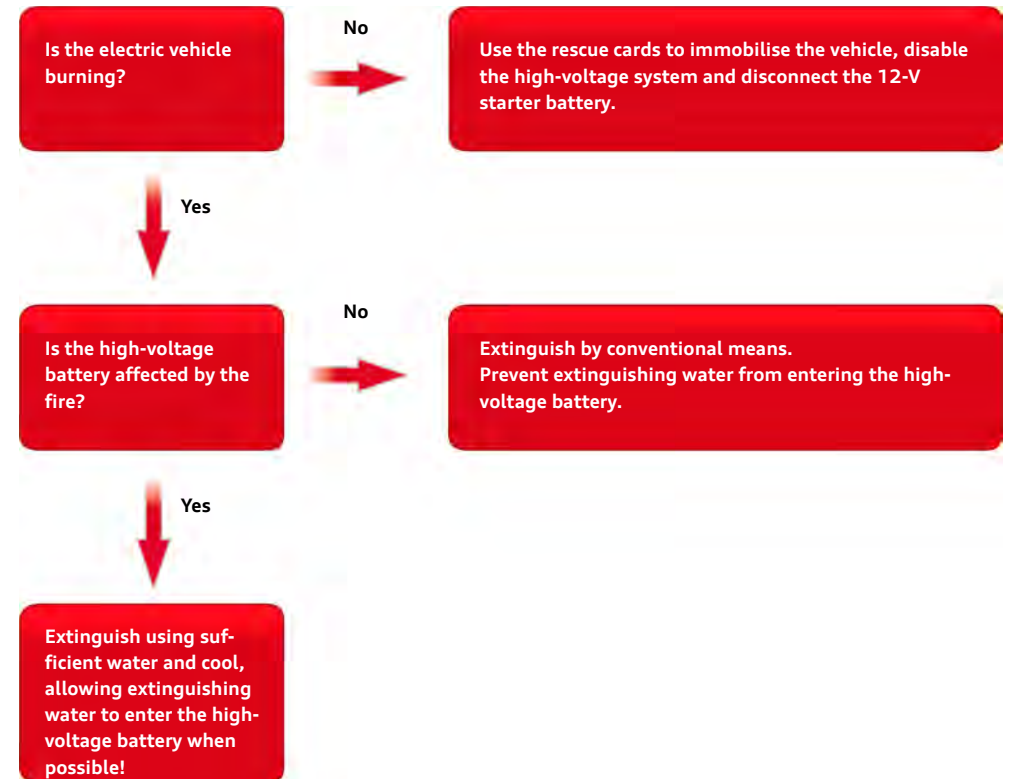 Is the electric vehicle
burning?
No
Use the rescue cards to immobilise the vehicle, disable
the high-voltage system and disconnect the 12-V
starter battery.
Yes
Is the high-voltage
battery affected by the
fire?
No
Extinguish by conventional means.
Prevent extinguishing water from entering the high-
voltage battery.
Yes
Extinguish using suf-
ficient water and cool,
allowing extinguishing
water to enter the high-
voltage battery when
possible!